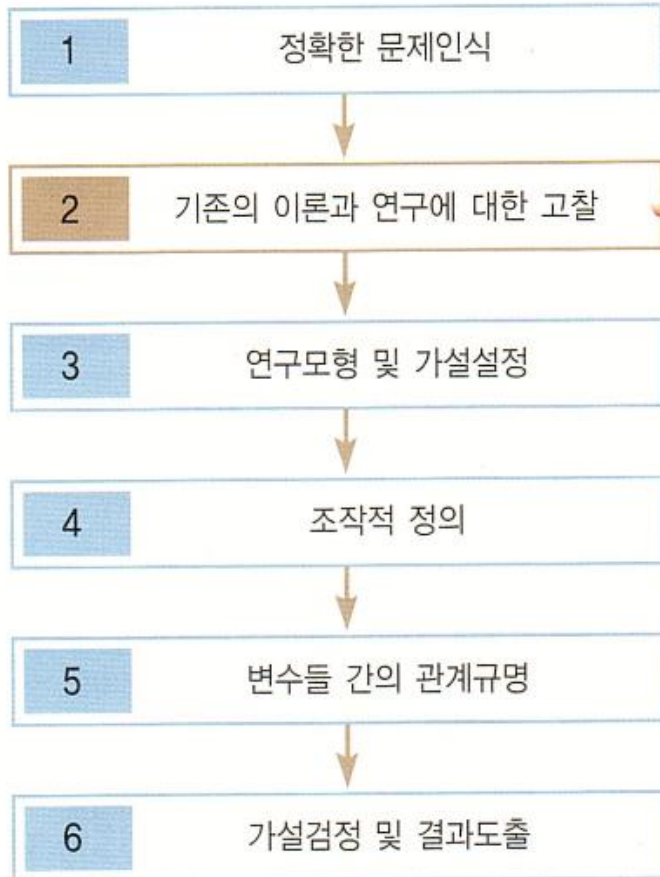 1 정확한 문제인식
2 기존의 이론과 연구에 대한 고찰
3 연구모형 및 가설설정
4 조작적 정의
5 변수들 간의 관계규명
6 가설검정 및 결과도출